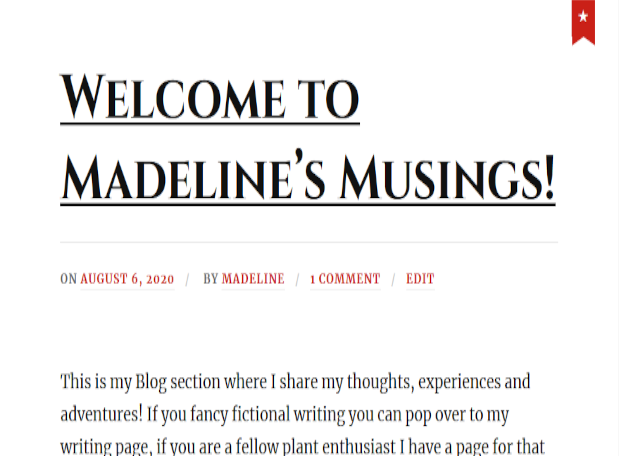 Welcome to
Madeline’s Musings!
ON AUGUST 6, 2020 / BY MADELINE / 1 COMMENT / EDIT
This is my Blog section where I share my thoughts, experiences and
adventures! If you fancy fictional writing you can pop over to my
writing page, if you are a fellow plant enthusiast I have a page for that